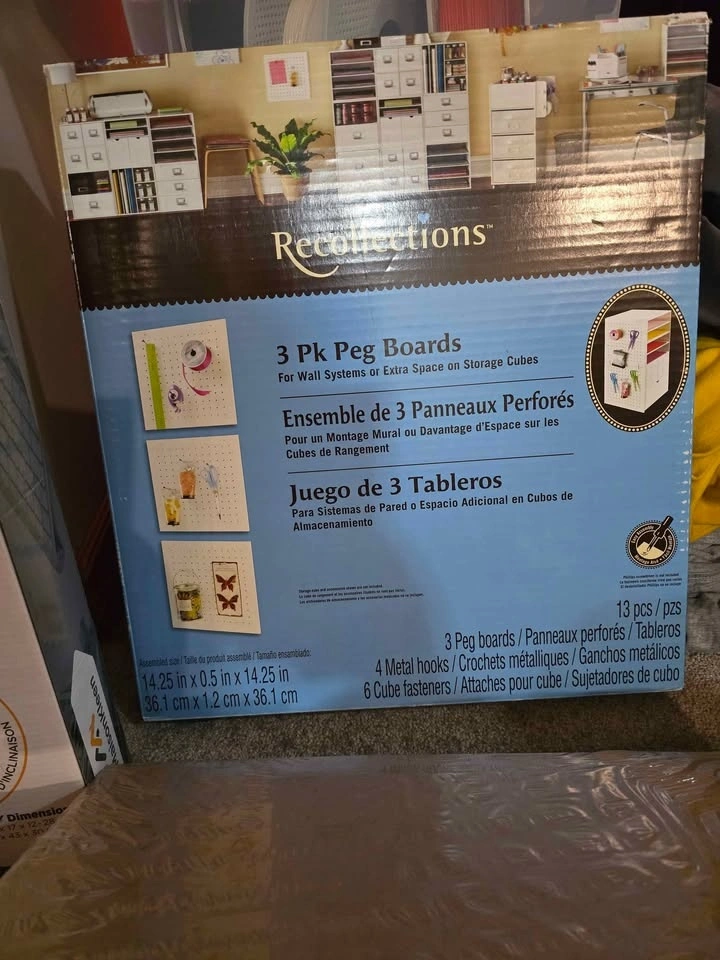 Recollections™
3 Pk Peg Boards
For Wall Systems or Extra Space on Storage Cubes
Ensemble de 3 Panneaux Perforés
Pour un Montage Mural ou Davantage d'Espace sur les
Cubes de Rangement
Juego de 3 Tableros
Para Sistemas de Pared o Espacio Adicional en Cubos de
Almacenamiento
13 pcs / pzs
3 Peg boards / Panneaux perforés / Tableros
4 Metal hooks / Crochets métalliques / Ganchos metálicos
6 Cube fasteners / Attaches pour cube / Sujetadores de cubo
Assembled size / Taille du produit assemblé / Tamaño ensamblado:
14.25 in x 0.5 in x 14.25 in
36.1 cm x 1.2 cm x 36.1 cm
D'INCLINAISON